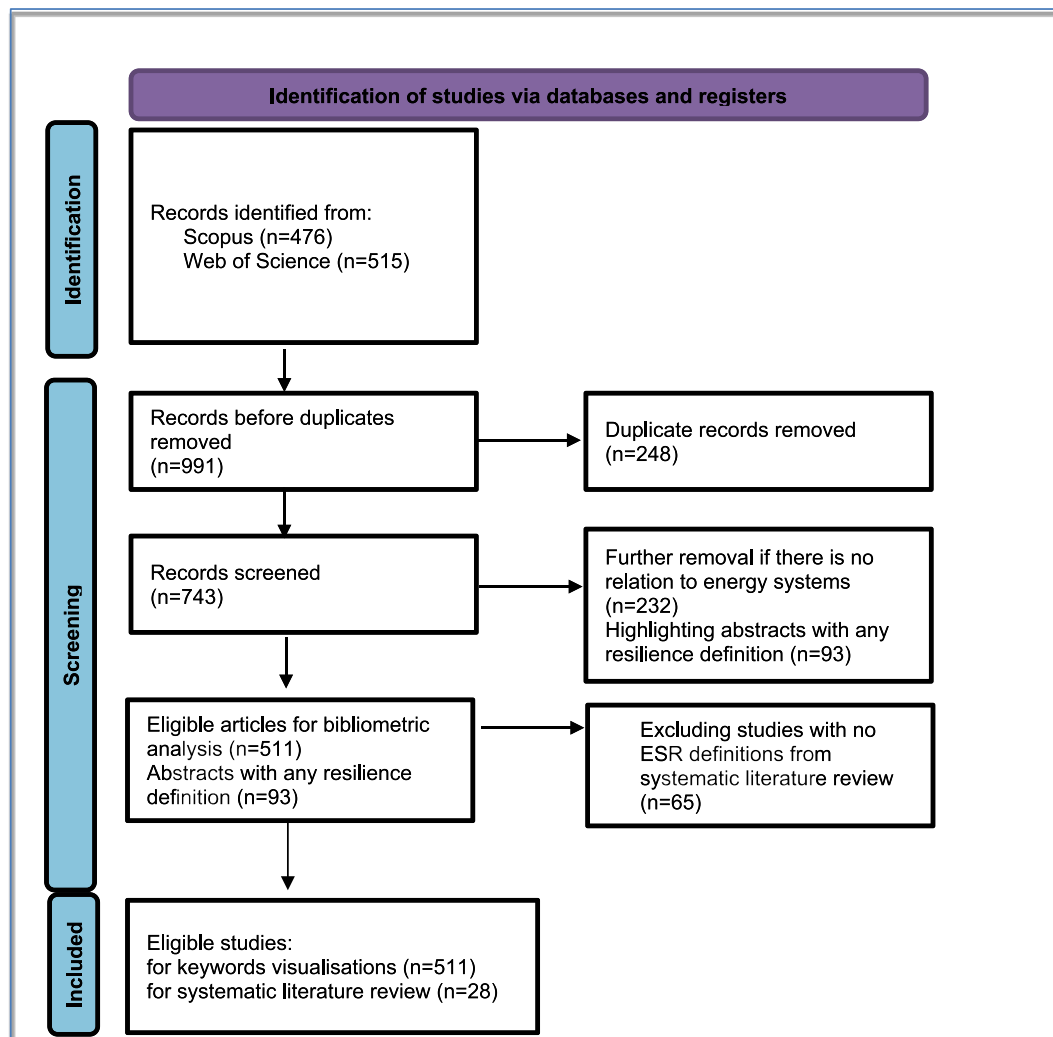 Identification of studies via databases and registers
Identification
Records identified from:
Scopus (n=476)
Web of Science (n=515)
Screening
Records before duplicates
removed
(n=991)
Duplicate records removed
(n=248)
Records screened
(n=743)
Further removal if there is no
relation to energy systems
(n=232)
Highlighting abstracts with any
resilience definition (n=93)
Eligible articles for bibliometric
analysis (n=511)
Abstracts with any resilience
definition (n=93)
Excluding studies with no
ESR definitions from
systematic literature review
(n=65)
Included
Eligible studies:
for keywords visualisations (n=511)
for systematic literature review (n=28)